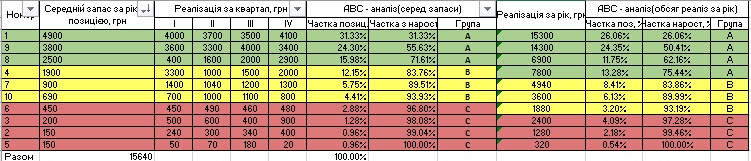 Номер Середній запас за рік позицією, грн Реалізація за квартал, грн ABC - аналіз(серед запаси) Реалізація за рік, грн ABC - аналіз(обсяг реаліз за рік)
I II III IV Частка позиц, Частка з нарост, Група Частка поз, Частка з нарост, % Група
1 4900 4000 3700 3500 4100 31.33% 31.33% A 15300 26.06% 26.06% A
9 3800 3600 3300 4000 3400 24.30% 55.63% A 14300 24.35% 50.41% A
8 2500 400 1600 2000 2900 15.98% 71.61% A 6900 11.75% 62.16% A
4 1900 3300 1000 1500 2000 12.15% 83.76% B 7800 13.28% 75.44% A
7 900 1400 1040 1200 1300 5.75% 89.51% B 4940 8.41% 83.86% B
10 690 700 1000 1100 800 4.41% 93.93% B 3600 6.13% 89.99% B
6 450 450 490 460 480 2.88% 96.80% C 1880 3.20% 93.19% B
3 200 500 600 400 900 1.28% 98.08% C 2400 4.09% 97.28% C
2 150 240 300 340 400 0.96% 99.04% C 1280 2.18% 99.46% C
5 150 50 70 180 20 0.96% 100.00% C 320 0.54% 100.00% C
Разом 15640 100.00%